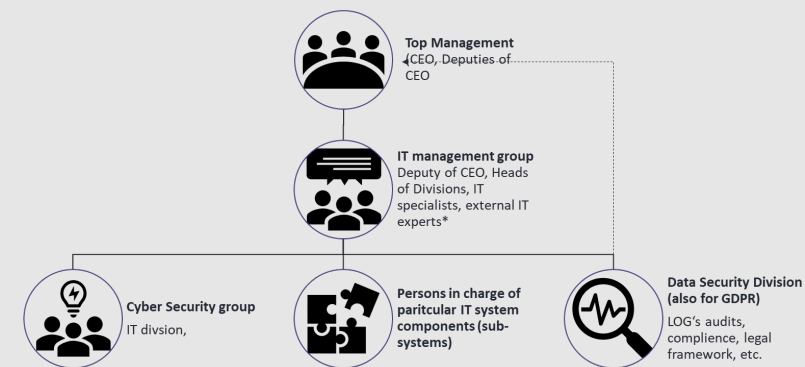 Top Management
(CEO, Deputies of
CEO
IT management group
Deputy of CEO, Heads
of Divisions, IT
specialists, external IT
experts*
Cyber Security group
IT divsion,
Persons in charge of
paritcular IT system
components (sub-
systems)
Data Security Division
(also for GDPR)
LOG‘s audits,
complience, legal
framework, etc.